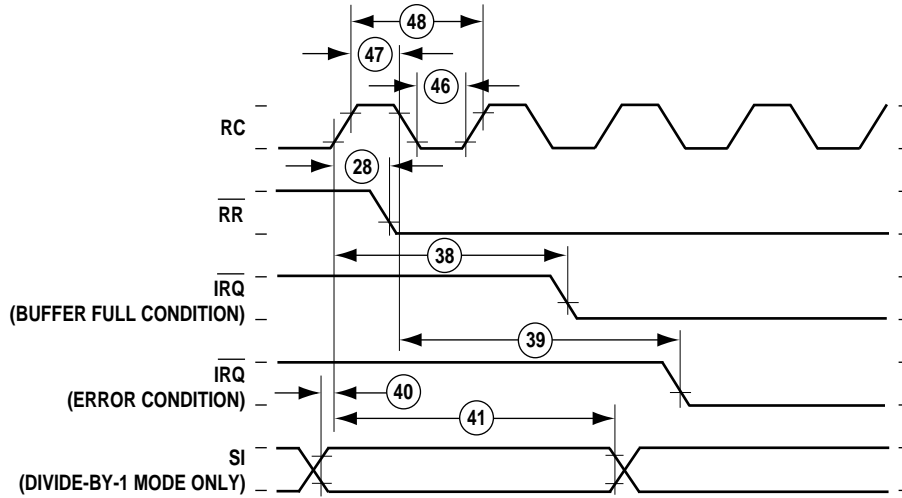 48
47
46
RC
28
RR
38
IRQ
(BUFFER FULL CONDITION)
39
IRQ
(ERROR CONDITION)
40
41
SI
(DIVIDE-BY-1 MODE ONLY)